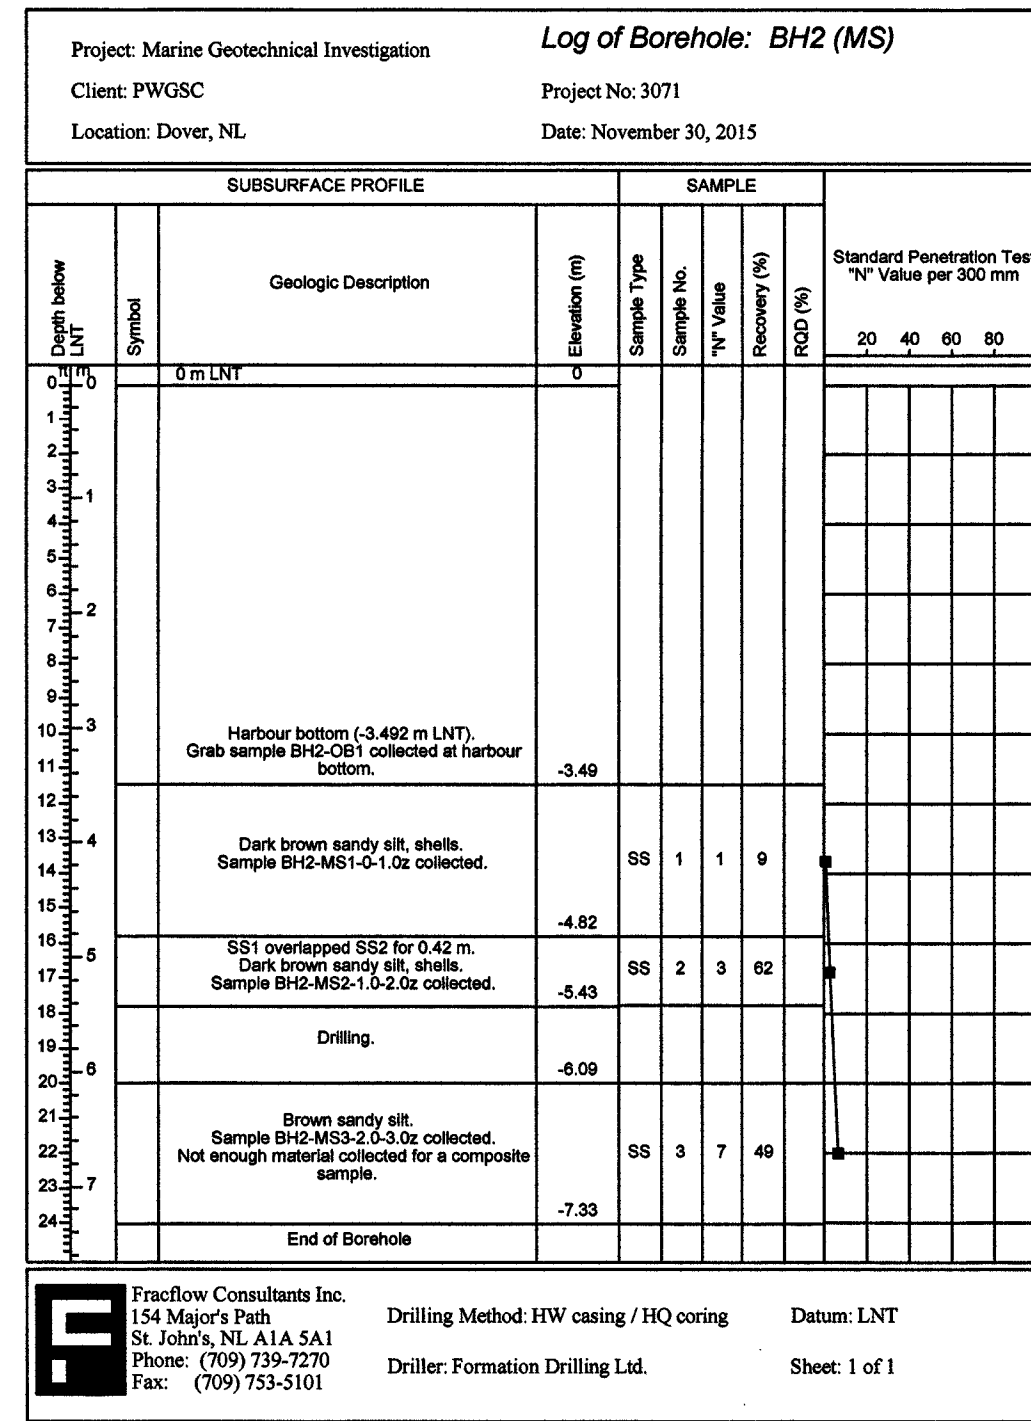 Project: Marine Geotechnical Investigation
Client: PWGSC
Location: Dover, NL
Log of Borehole: BH2 (MS)
Project No: 3071
Date: November 30, 2015
SUBSURFACE PROFILE
SAMPLE
Depth below
LNT
Symbol
Geologic Description
Elevation (m)
Sample Type
Sample No.
"N" Value
Recovery (%)
RQD (%)
Standard Penetration Tes
"N" Value per 300 mm
20 40 60 80
ft m
0 0
0 m LNT
0
1
2
3
1
4
5
6
2
7
8
9
10
3
11
12
13
4
14
15
16
5
17
18
19
6
20
21
22
23
7
24
Harbour bottom (-3.492 m LNT).
Grab sample BH2-OB1 collected at harbour
bottom.
-3.49
Dark brown sandy silt, shells.
Sample BH2-MS1-0-1.0z collected.
-4.82
SS 1 1 9
SS1 overlapped SS2 for 0.42 m.
Dark brown sandy silt, shells.
Sample BH2-MS2-1.0-2.0z collected.
-5.43
SS 2 3 62
Drilling.
-6.09
Brown sandy silt.
Sample BH2-MS3-2.0-3.0z collected.
Not enough material collected for a composite
sample.
-7.33
SS 3 7 49
End of Borehole
Fracflow Consultants Inc.
154 Major's Path
St. John's, NL A1A 5A1
Phone: (709) 739-7270
Fax: (709) 753-5101
Drilling Method: HW casing / HQ coring
Driller: Formation Drilling Ltd.
Datum: LNT
Sheet: 1 of 1